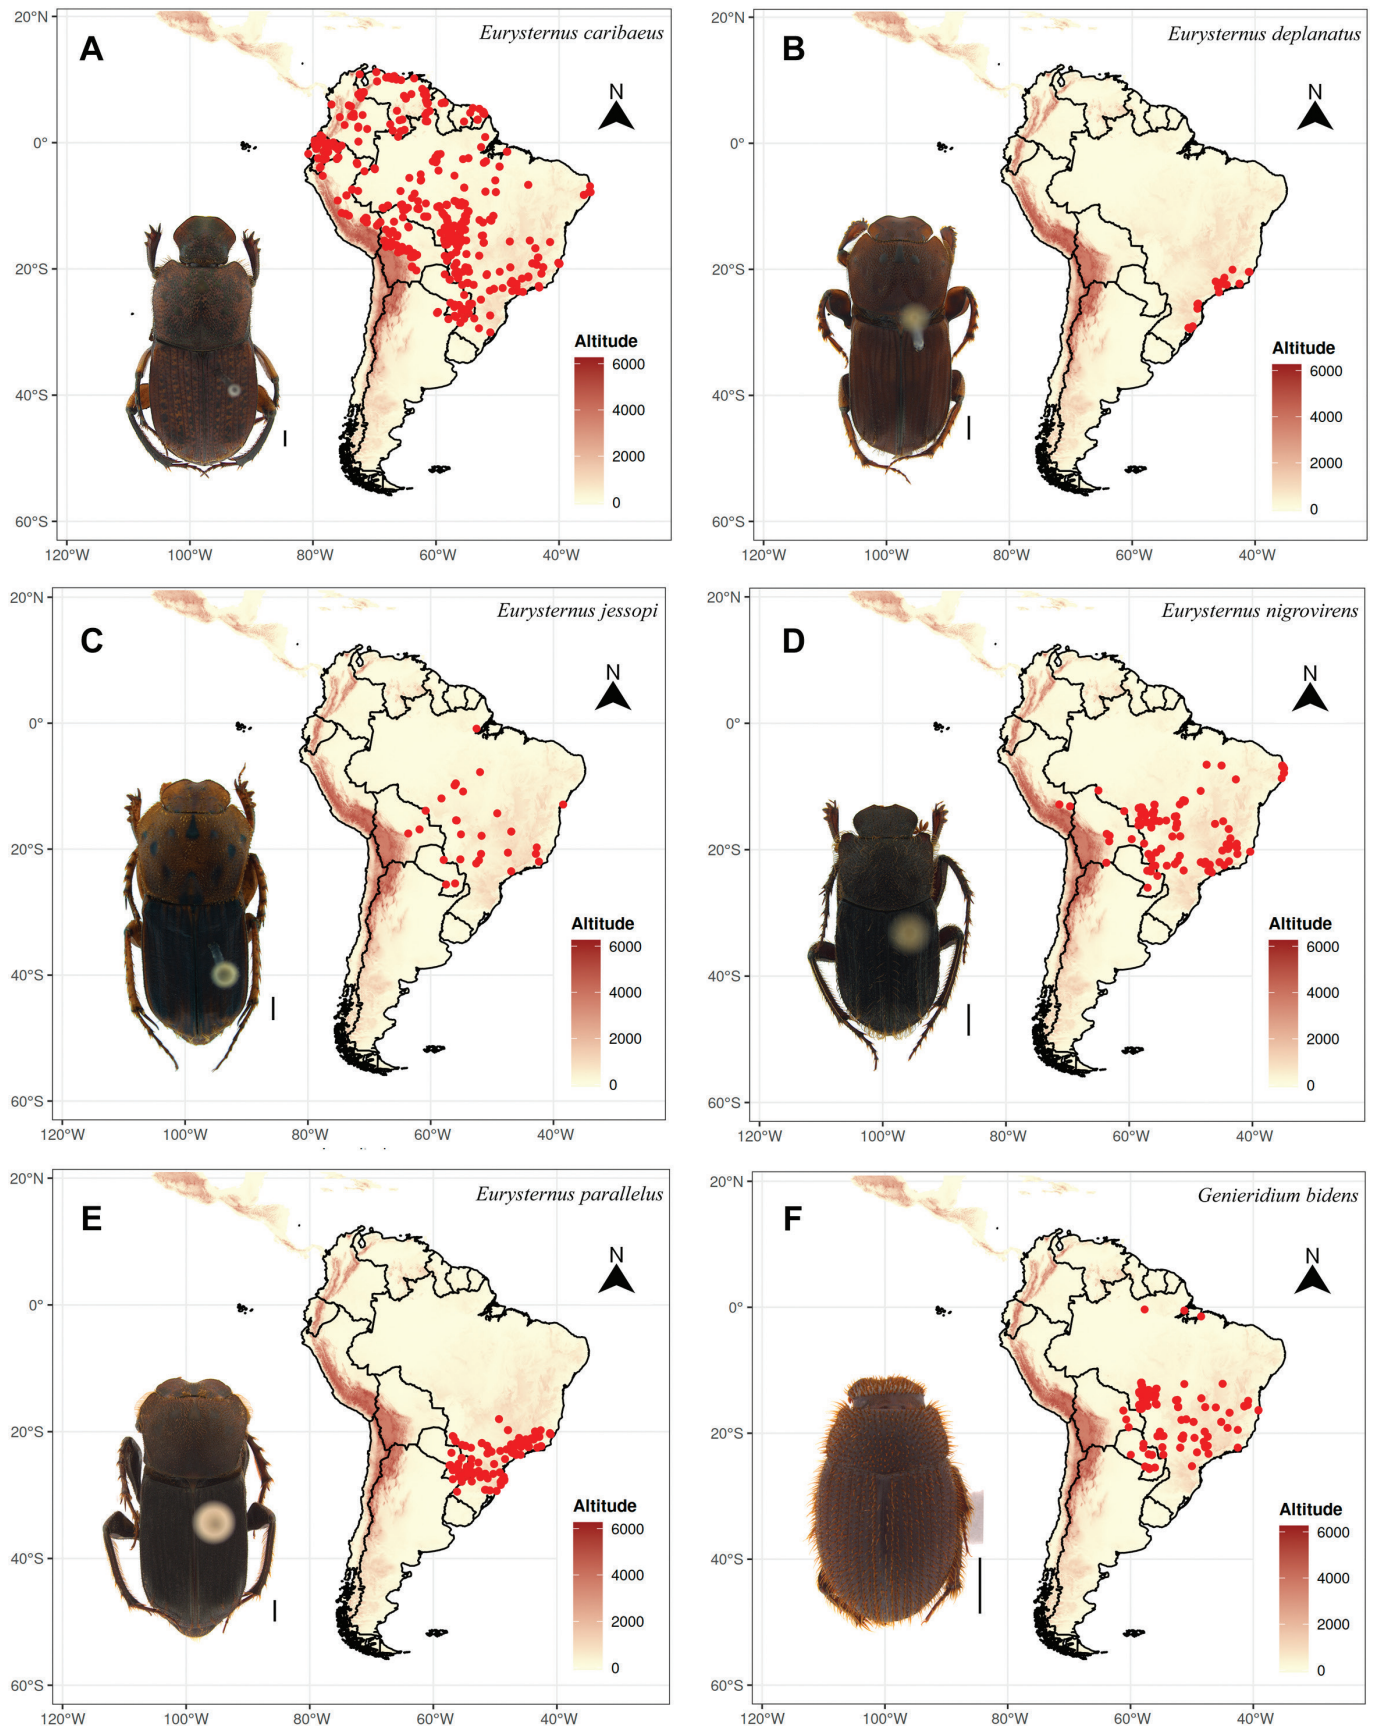 A
Eurysternus caribaeus
N
20°N
0°
20°S
40°S
60°S
120°W 100°W 80°W 60°W 40°W
Altitude
6000
4000
2000
0
B
Eurysternus deplanatus
N
20°N
0°
20°S
40°S
60°S
120°W 100°W 80°W 60°W 40°W
Altitude
6000
4000
2000
0
C
Eurysternus jessopi
N
20°N
0°
20°S
40°S
60°S
120°W 100°W 80°W 60°W 40°W
Altitude
6000
4000
2000
0
D
Eurysternus nigrovirens
N
20°N
0°
20°S
40°S
60°S
120°W 100°W 80°W 60°W 40°W
Altitude
6000
4000
2000
0
E
Eurysternus parallelus
N
20°N
0°
20°S
40°S
60°S
120°W 100°W 80°W 60°W 40°W
Altitude
6000
4000
2000
0
F
Genieridium bidens
N
20°N
0°
20°S
40°S
60°S
120°W 100°W 80°W 60°W 40°W
Altitude
6000
4000
2000
0